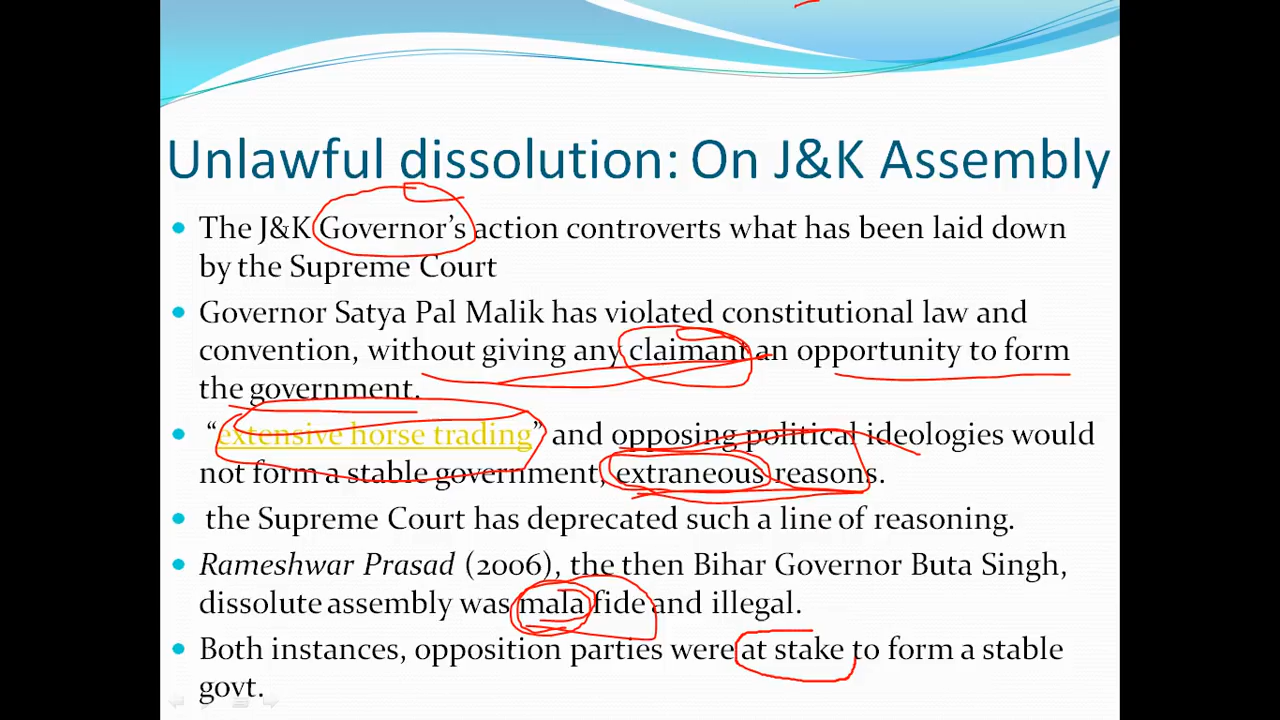 Unlawful dissolution: On J&K Assembly
The J&K Governor's action controverts what has been laid down
by the Supreme Court
Governor Satya Pal Malik has violated constitutional law and
convention, without giving any claimant an opportunity to form
the government.
“extensive horse trading” and opposing political ideologies would
not form a stable government, extraneous reasons.
the Supreme Court has deprecated such a line of reasoning.
Rameshwar Prasad (2006), the then Bihar Governor Buta Singh,
dissolute assembly was mala fide and illegal.
Both instances, opposition parties were at stake to form a stable
govt.